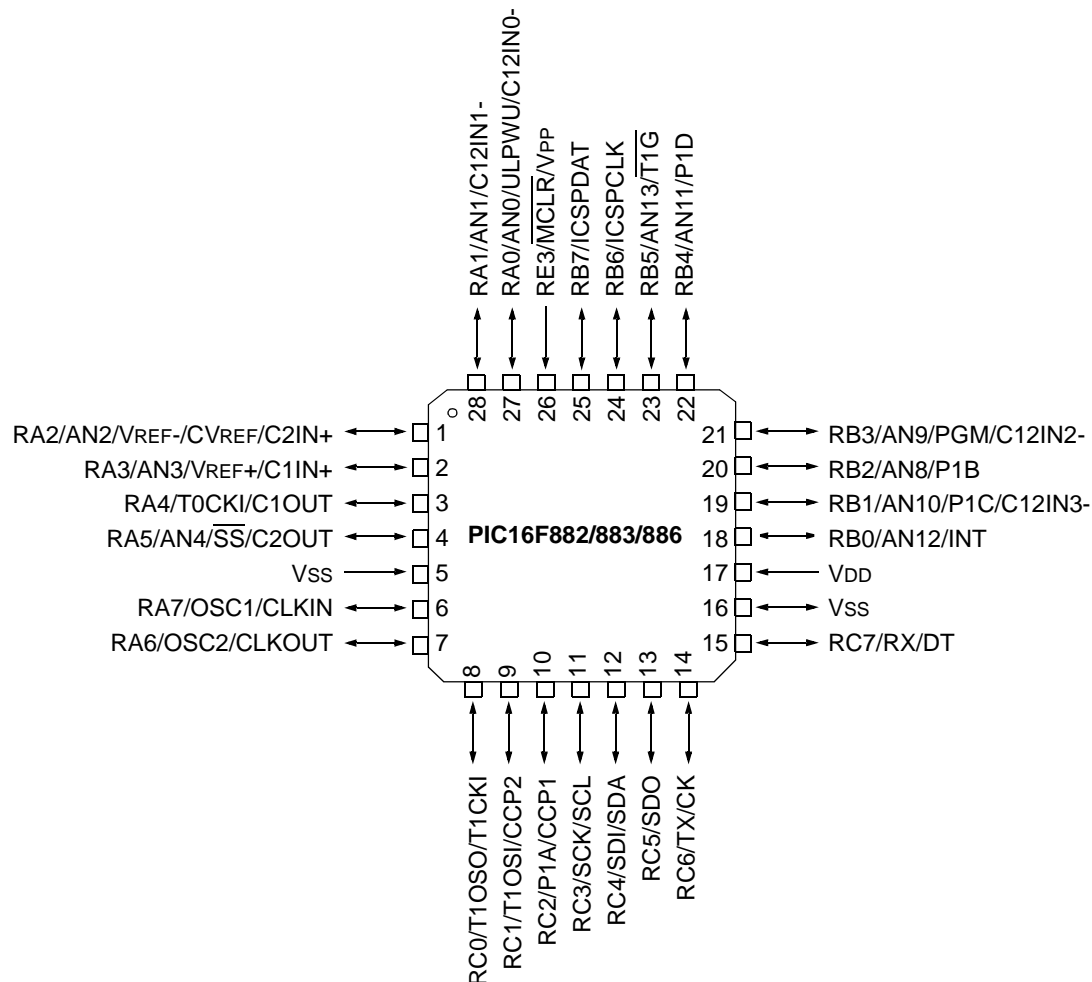 RA1/AN1/C12IN1-
RA0/AN0/ULPWU/C12IN0-
RE3/MCLR/VPP
RB7/ICSPDAT
RB6/ICSPCLK
RB5/AN13/T1G
RB4/AN11/P1D
28
27
26
25
24
23
22
RA2/AN2/VREF-/CVREF/C2IN+
1
RA3/AN3/VREF+/C1IN+
2
RA4/T0CKI/C1OUT
3
RA5/AN4/SS/C2OUT
4
VSS
5
RA7/OSC1/CLKIN
6
RA6/OSC2/CLKOUT
7
PIC16F882/883/886
21
RB3/AN9/PGM/C12IN2-
20
RB2/AN8/P1B
19
RB1/AN10/P1C/C12IN3-
18
RB0/AN12/INT
17
VDD
16
VSS
15
RC7/RX/DT
8
9
10
11
12
13
14
RC0/T1OSO/T1CKI
RC1/T1OSI/CCP2
RC2/P1A/CCP1
RC3/SCK/SCL
RC4/SDI/SDA
RC5/SDO
RC6/TX/CK